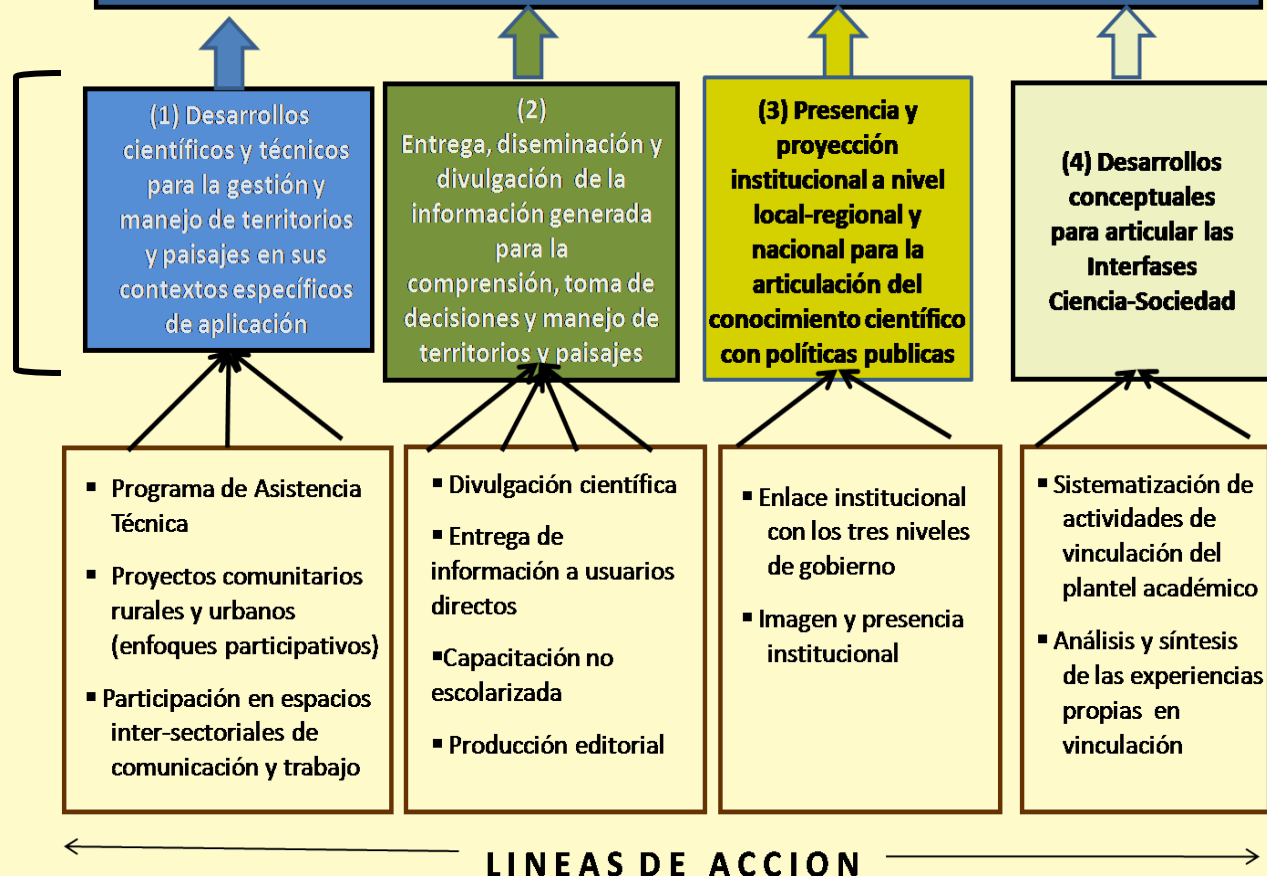 (1) Desarrollos
científicos y técnicos
para la gestión y
manejo de territorios
y paisajes en sus
contextos específicos
de aplicación
(2)
Entrega, diseminación y
divulgación de la
información generada
para la
comprensión, toma de
decisiones y manejo de
territorios y paisajes
(3) Presencia y
proyección
institucional a nivel
local-regional y
nacional para la
articulación del
conocimiento científico
con políticas publicas
(4) Desarrollos
conceptuales
para articular las
Interfases
Ciencia-Sociedad
▪ Programa de Asistencia
Técnica
▪ Proyectos comunitarios
rurales y urbanos
(enfoques participativos)
▪ Participación en espacios
inter-sectoriales de
comunicación y trabajo
▪ Divulgación científica
▪ Entrega de
información a usuarios
directos
▪Capacitación no
escolarizada
▪ Producción editorial
▪ Enlace institucional
con los tres niveles
de gobierno
▪ Imagen y presencia
institucional
▪ Sistematización de
actividades de
vinculación del
plantel académico
▪ Análisis y síntesis
de las experiencias
propias en
vinculación
LINEAS DE ACCION